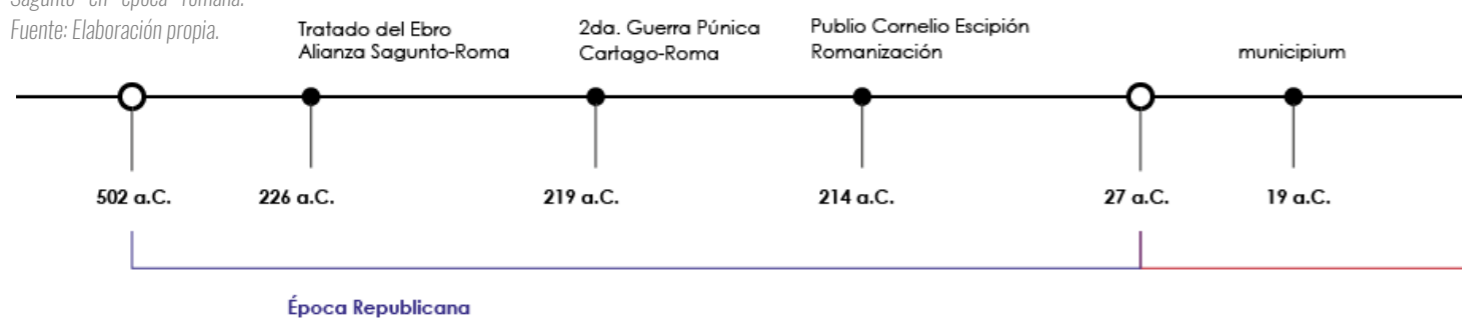 Sagunto en época romana.
Fuente: Elaboración propia.
Tratado del Ebro
Alianza Sagunto-Roma
2da. Guerra Púnica
Cartago-Roma
Publio Cornelio Escipión
Romanización
municipium
502 a.C.
226 a.C.
219 a.C.
214 a.C.
27 a.C.
19 a.C.
Época Republicana